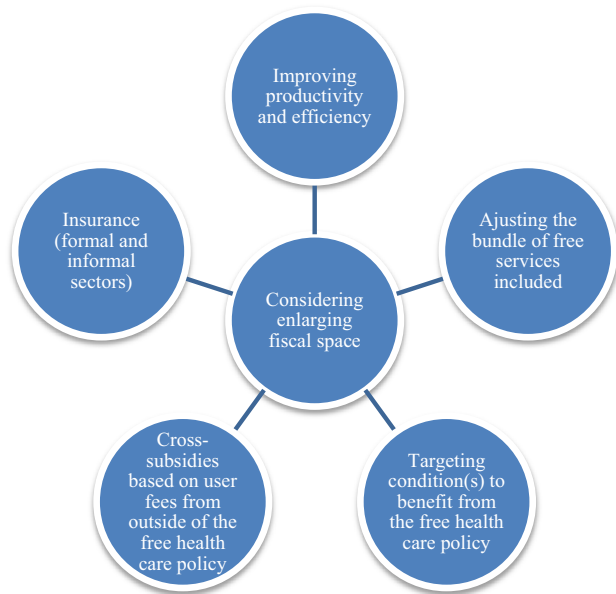 Improving
productivity
and efficiency
Insurance
(formal and
informal
sectors)
Ajusting the
bundle of free
services
included
Considering
enlarging
fiscal space
Cross-
subsidies
based on user
fees from
outside of the
free health
care policy
Targeting
condition(s) to
benefit from
the free health
care policy